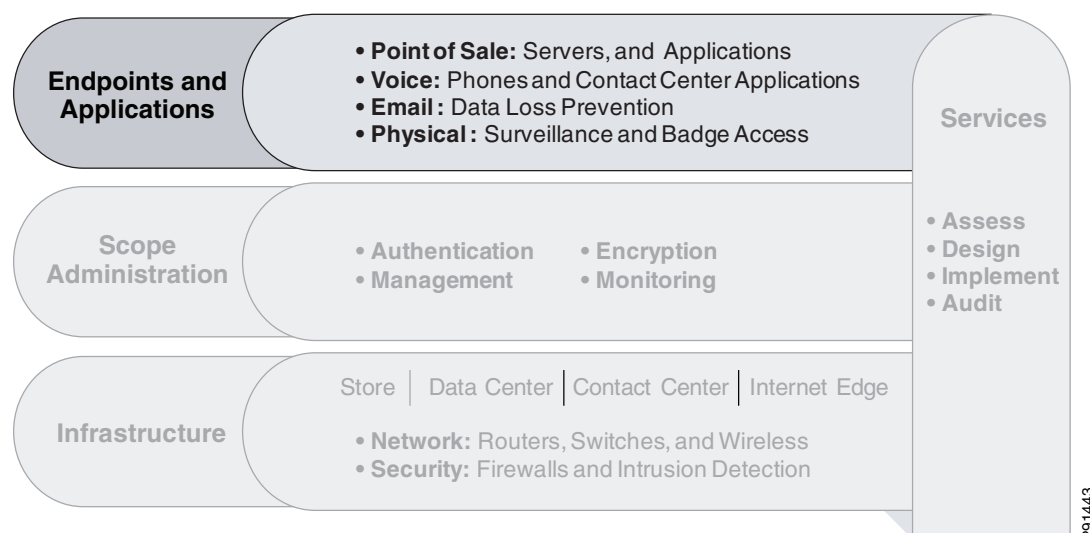 Endpoints and
Applications
• Point of Sale: Servers, and Applications
• Voice: Phones and Contact Center Applications
• Email: Data Loss Prevention
• Physical: Surveillance and Badge Access
Services
• Assess
• Design
• Implement
• Audit
Scope
Administration
• Authentication
• Management
• Encryption
• Monitoring
Infrastructure
Store | Data Center | Contact Center | Internet Edge
• Network: Routers, Switches, and Wireless
• Security: Firewalls and Intrusion Detection